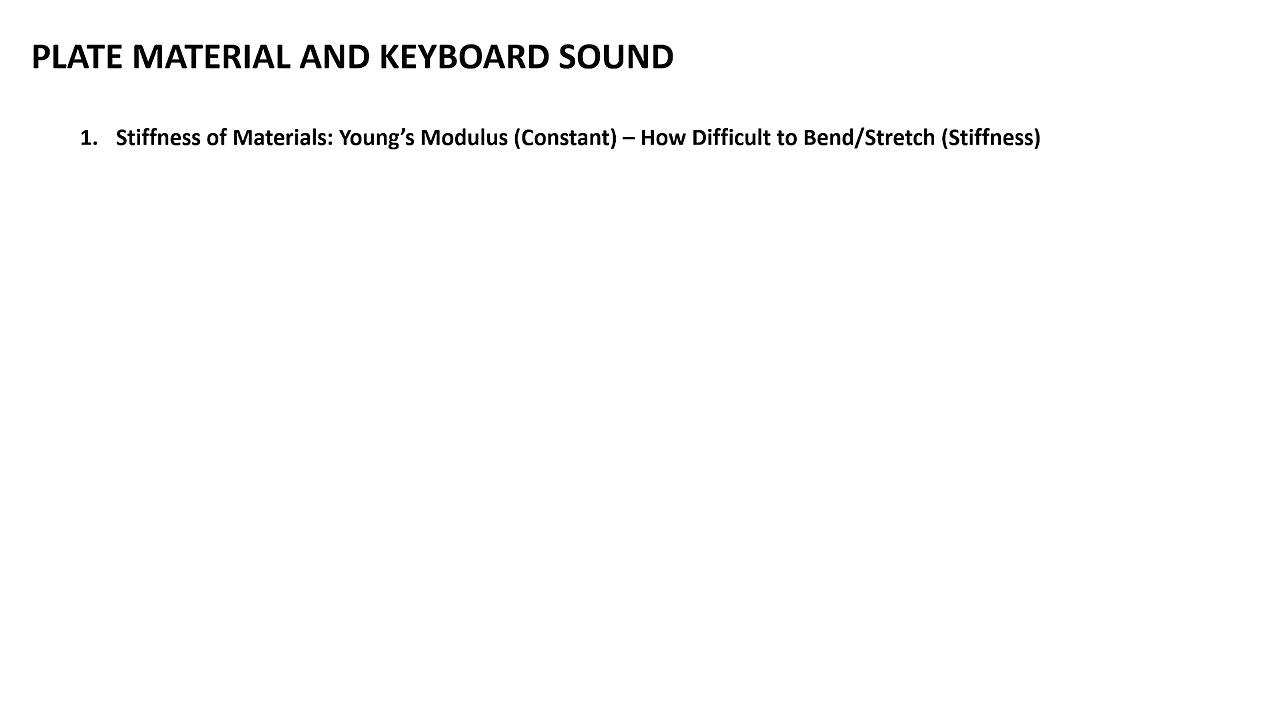 PLATE MATERIAL AND KEYBOARD SOUND
1. Stiffness of Materials: Young’s Modulus (Constant) – How Difficult to Bend/Stretch (Stiffness)